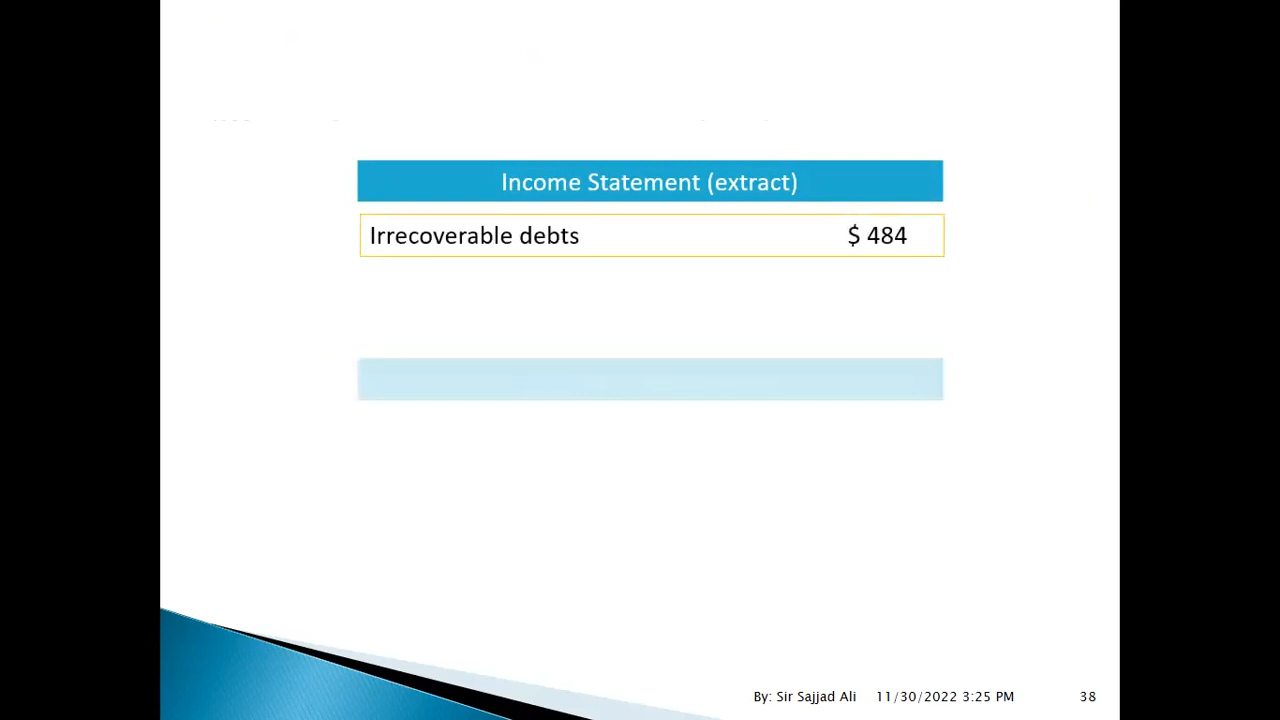 Income Statement (extract)
Irrecoverable debts $ 484
By: Sir Sajjad Ali 11/30/2022 3:25 PM 38